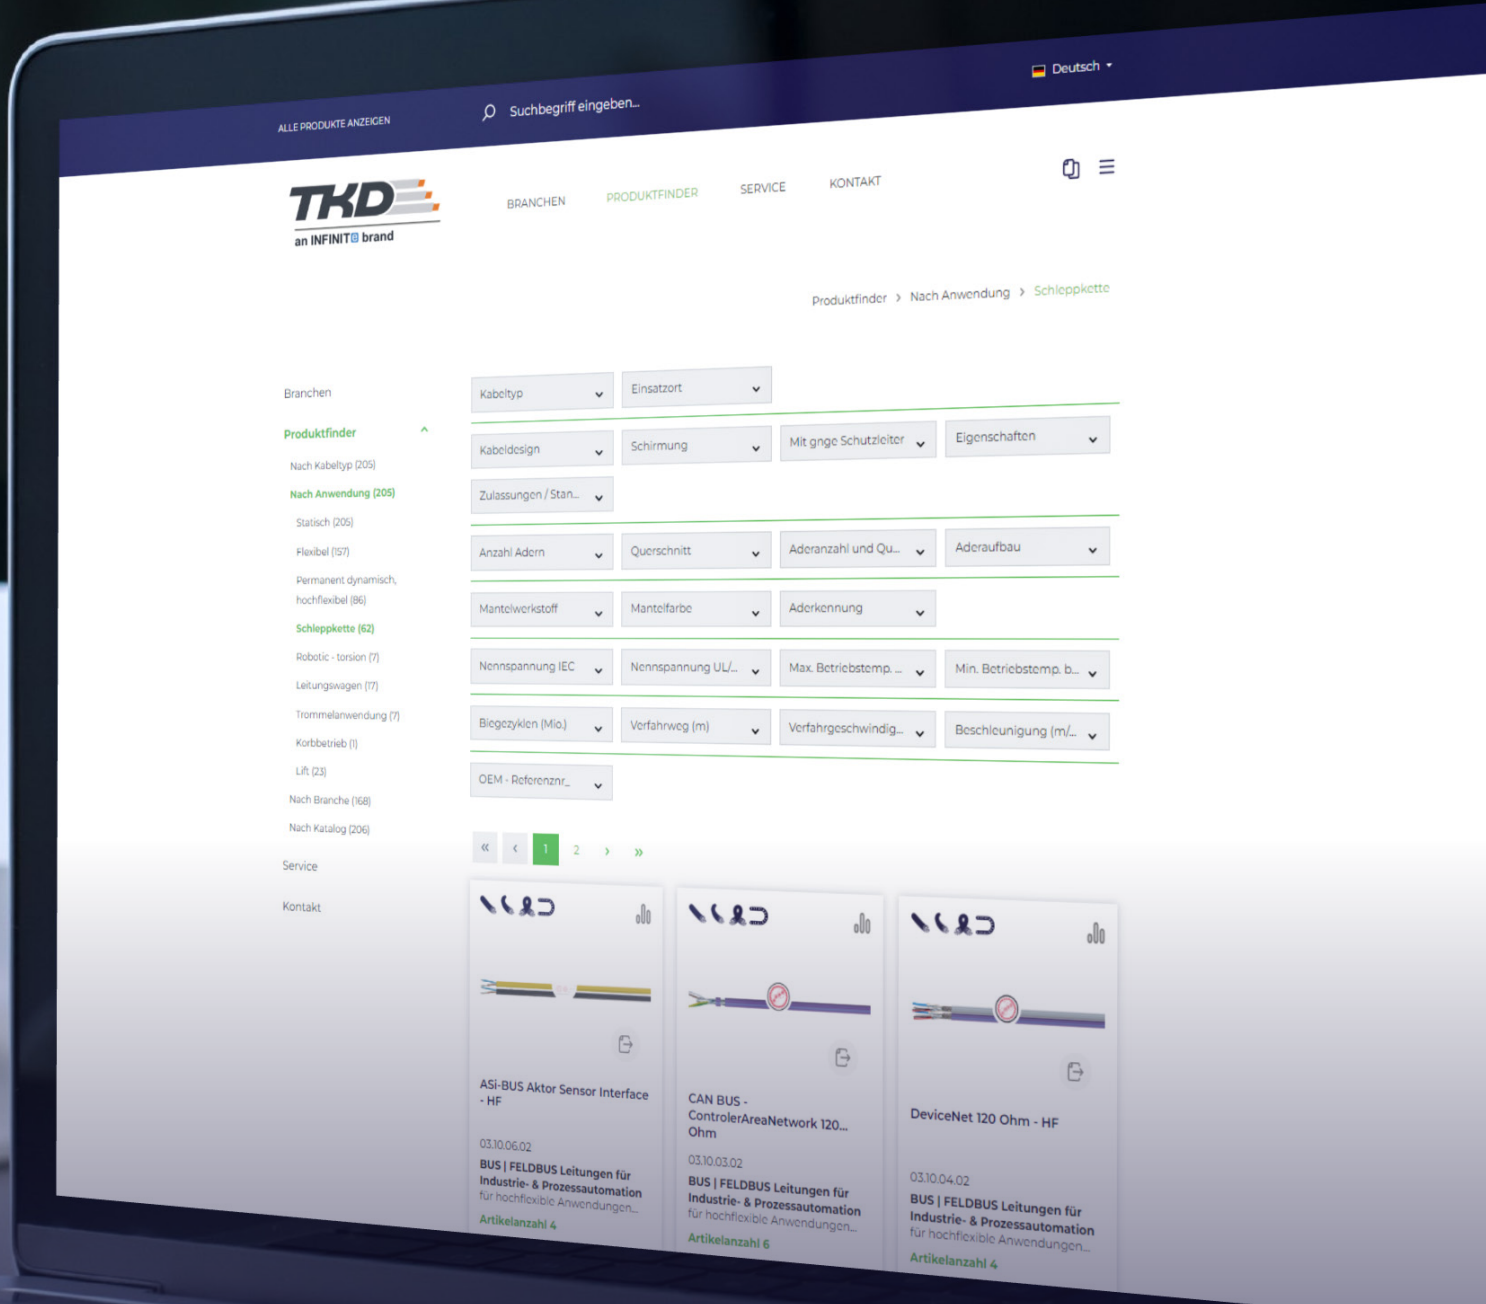 ALLE PRODUKTE ANZEIGEN
Suchbegriff eingeben...
Deutsch
TKD
an INFINITO brand
BRANCHEN
PRODUKTFINDER
SERVICE
KONTAKT
Produktfinder > Nach Anwendung > Schleppkette
Branchen
Produktfinder
Nach Kabeltyp (205)
Nach Anwendung (205)
Statisch (205)
Flexibel (157)
Permanent dynamisch,
hochflexibel (86)
Schleppkette (62)
Robotic - torsion (7)
Leitungswagen (17)
Trommelanwendung (7)
Korbbetrieb (1)
Lift (23)
Nach Branche (168)
Nach Katalog (206)
Service
Kontakt
Kabeltyp
Einsatzort
Kabeldesign
Schirmung
Mit gnge Schutzleiter
Eigenschaften
Zulassungen / Stan...
Anzahl Adern
Querschnitt
Aderanzahl und Qu...
Aderaufbau
Mantelwerkstoff
Mantelfarbe
Aderkennung
Nennspannung IEC
Nennspannung UL/...
Max. Betriebstemp. ...
Min. Betriebstemp. b...
Biegezyklen (Mio.)
Verfahrweg (m)
Verfahrgeschwindig...
Beschleunigung (m/...
OEM - Referenznr...
« ‹ 1 2 › »
ASi-BUS Aktor Sensor Interface
- HF
03.10.06.02
BUS | FELDBUS Leitungen für
Industrie- & Prozessautomation
für hochflexible Anwendungen...
Artikelanzahl 4
CAN BUS -
ControlerAreaNetwork 120...
Ohm
03.10.03.02
BUS | FELDBUS Leitungen für
Industrie- & Prozessautomation
für hochflexible Anwendungen...
Artikelanzahl 6
DeviceNet 120 Ohm - HF
03.10.04.02
BUS | FELDBUS Leitungen für
Industrie- & Prozessautomation
für hochflexible Anwendungen...
Artikelanzahl 4